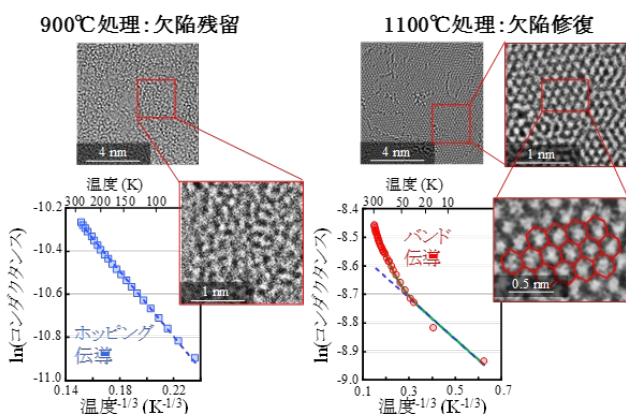 900℃処理：欠陥残留
1100℃処理：欠陥修復
4 nm
1 nm
4 nm
1 nm
0.5 nm
温度 (K)
300 200 100
-10.2
-10.4
-10.6
-10.8
-11.0
ln(コンダクタンス)
ホッピング
伝導
0.14 0.18 0.22
温度-1/3 (K-1/3)
温度 (K)
300 50 20 10
-8.4
-8.5
-8.6
-8.7
-8.8
-8.9
-9.0
ln(コンダクタンス)
バンド
伝導
0.1 0.3 0.5 0.7
温度-1/3 (K-1/3)